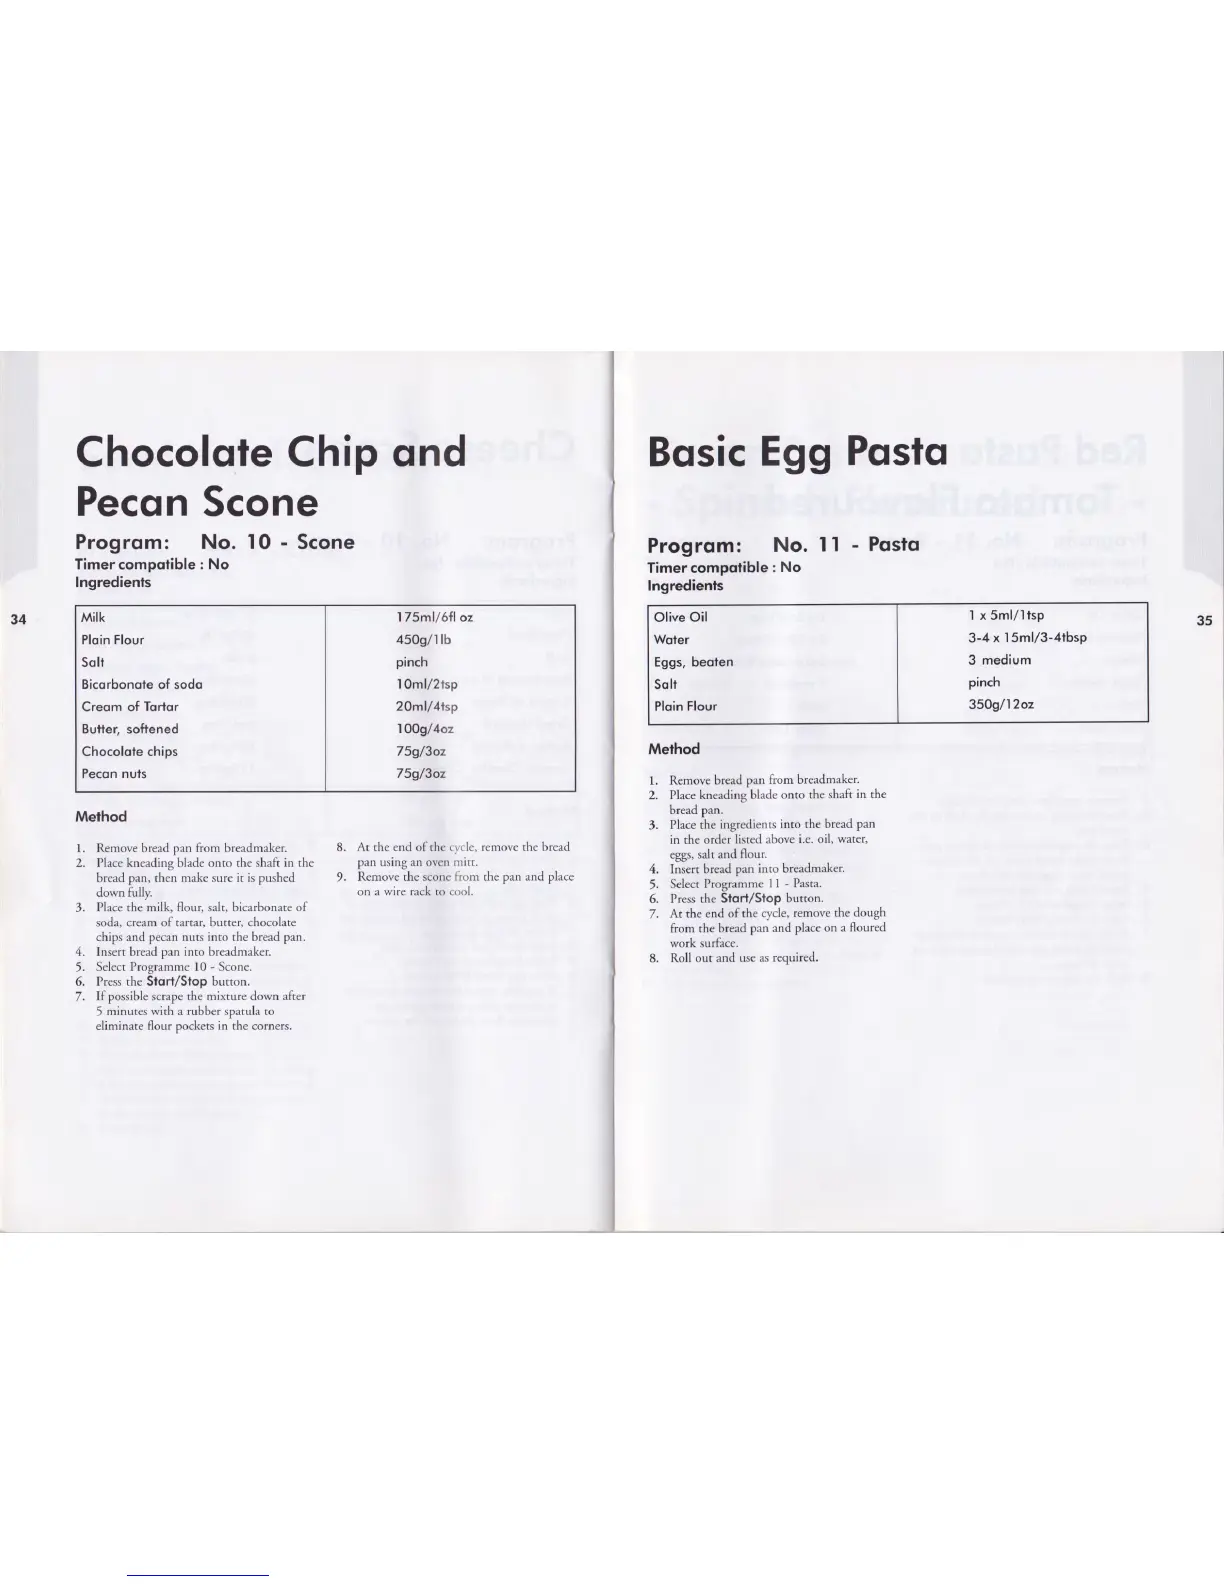 Chocolate Chip and
Pecan Scone
Program: No. 10 - Scone
Timer compatible : No
Ingredients
34
Milk 175ml/6fl oz
Plain Flour 450g/1lb
Salt pinch
Bicarbonate of soda 10ml/2tsp
Cream of Tartar 20ml/4tsp
Butter, softened 100g/4oz
Chocolate chips 75g/3oz
Pecan nuts 75g/3oz
Method
1. Remove bread pan from breadmaker.
2. Place kneading blade onto the shaft in the
bread pan, then make sure it is pushed
down fully.
3. Place the milk, flour, salt, bicarbonate of
soda, cream of tartar, butter, chocolate
chips and pecan nuts into the bread pan.
4. Insert bread pan into breadmaker.
5. Select Programme 10 - Scone.
6. Press the Start/Stop button.
7. If possible scrape the mixture down after
5 minutes with a rubber spatula to
eliminate flour pockets in the corners.
8. At the end of the cycle, remove the bread
pan using an oven mitt.
9. Remove the scone from the pan and place
on a wire rack to cool.
Basic Egg Pasta
Program: No. 11 - Pasta
Timer compatible : No
Ingredients
Olive Oil 1 x 5ml/1tsp
Water 3-4 x 15ml/3-4tbsp
Eggs, beaten 3 medium
Salt pinch
Plain Flour 350g/12oz
35
Method
1. Remove bread pan from breadmaker.
2. Place kneading blade onto the shaft in the
bread pan.
3. Place the ingredients into the bread pan
in the order listed above i.e. oil, water,
eggs, salt and flour.
4. Insert bread pan into breadmaker.
5. Select Programme 11 - Pasta.
6. Press the Start/Stop button.
7. At the end of the cycle, remove the dough
from the bread pan and place on a floured
work surface.
8. Roll out and use as required.